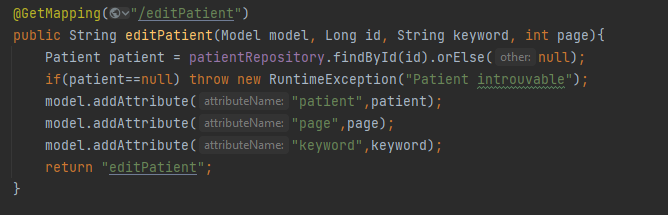 @GetMapping("/editPatient")
public String editPatient(Model model, Long id, String keyword, int page){
    Patient patient = patientRepository.findById(id).orElse( other: null);
    if(patient==null) throw new RuntimeException("Patient introuvable");
    model.addAttribute( attributeName: "patient",patient);
    model.addAttribute( attributeName: "page",page);
    model.addAttribute( attributeName: "keyword",keyword);
    return "editPatient";
}